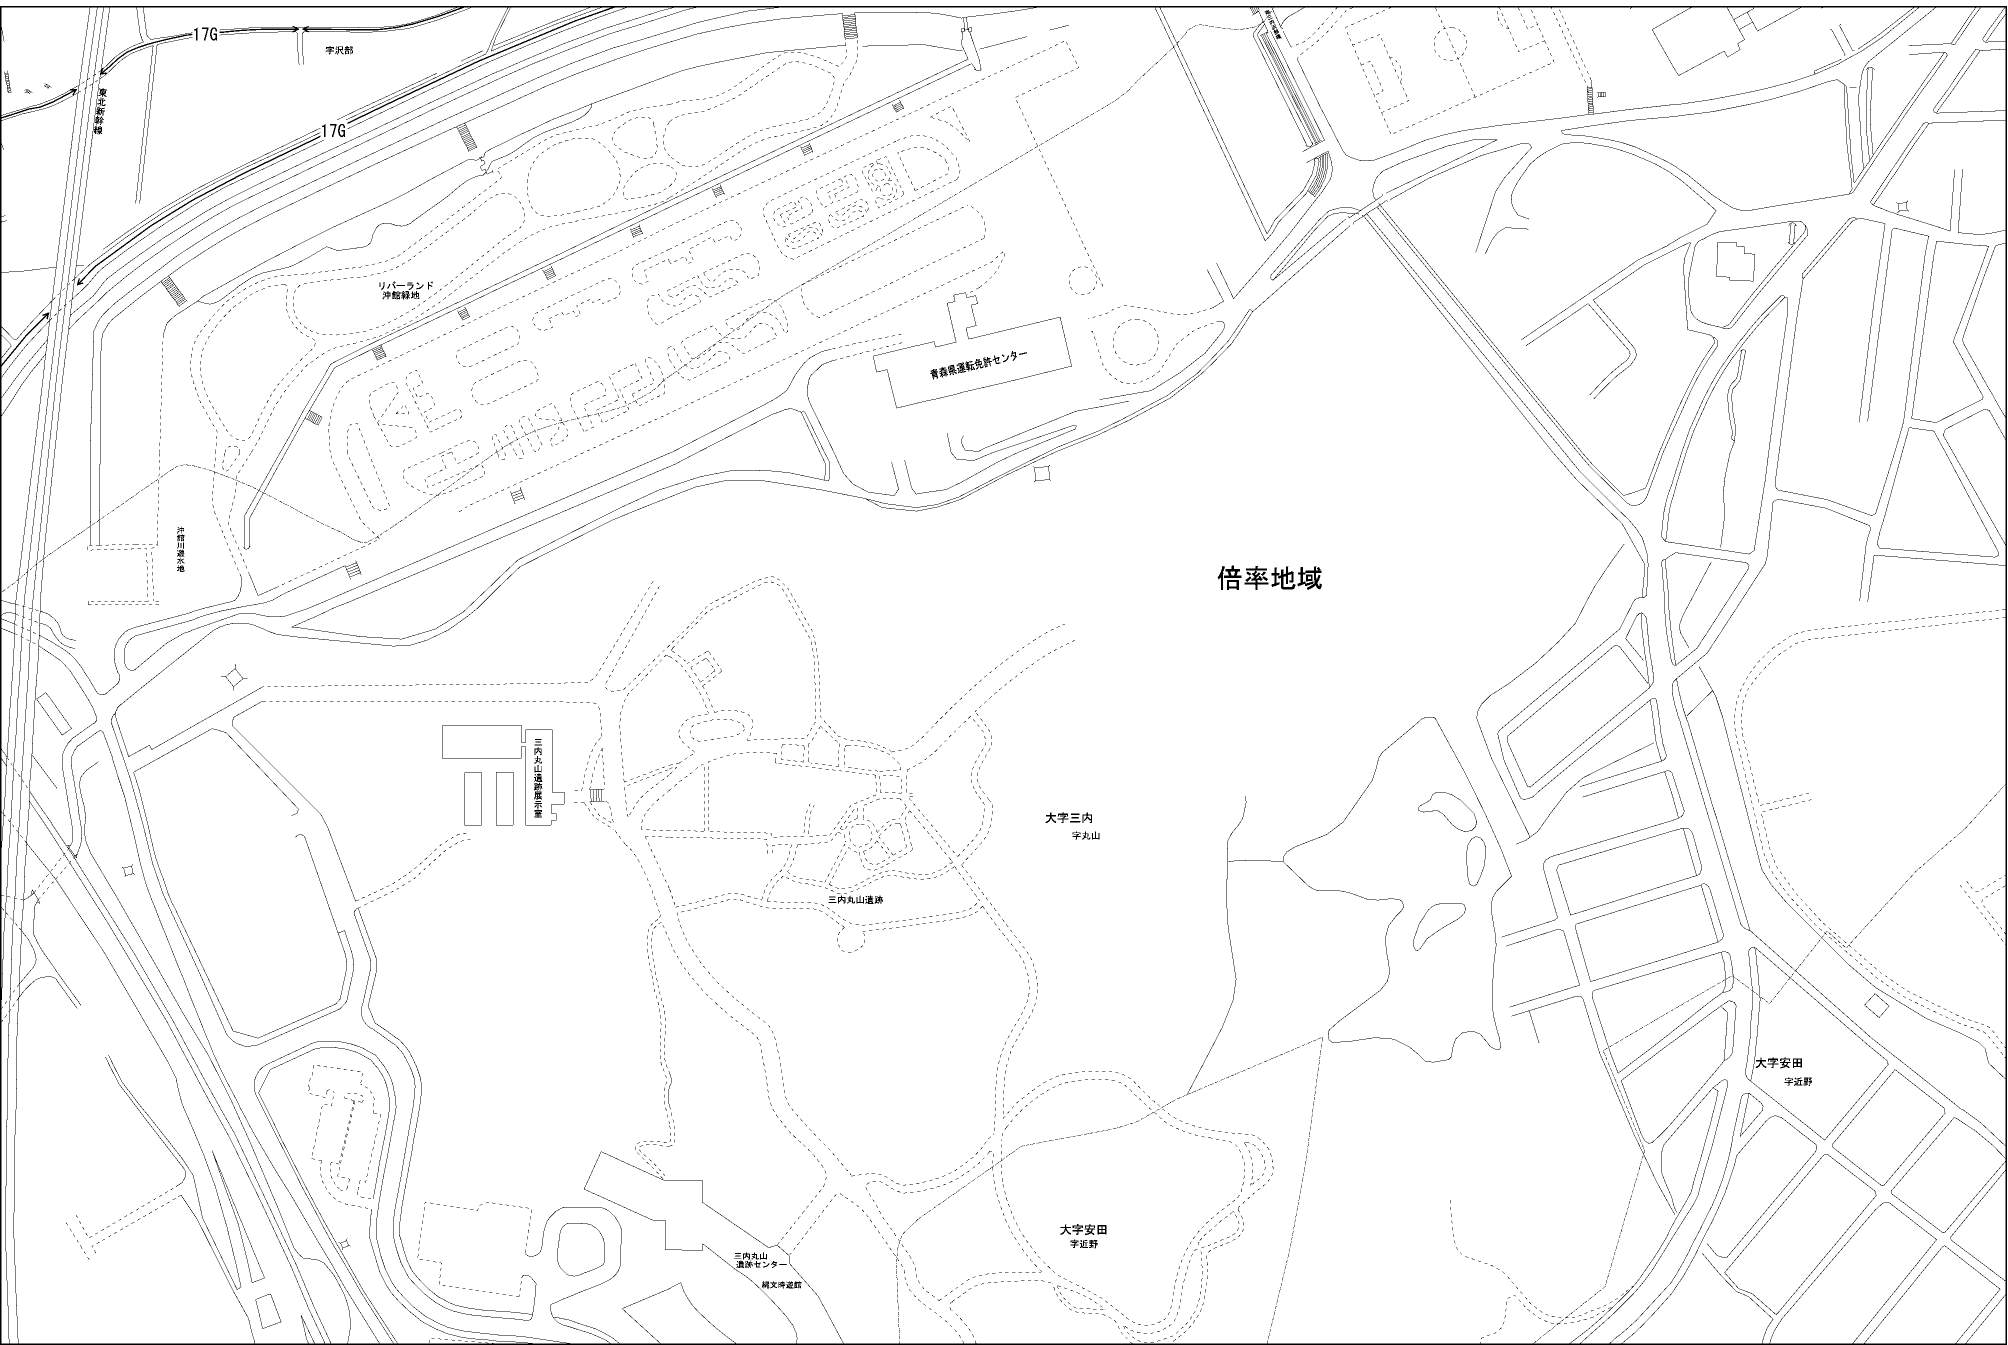 17G
字沢部
東北新幹線
17G
リバーランド
沖館緑地
青森県運転免許センター
沖館川遊水地
倍率地域
三内丸山遺跡展示室
大字三内
字丸山
三内丸山遺跡
大字安田
字近野
大字安田
字近野
三内丸山
遺跡センター
縄文時遊館